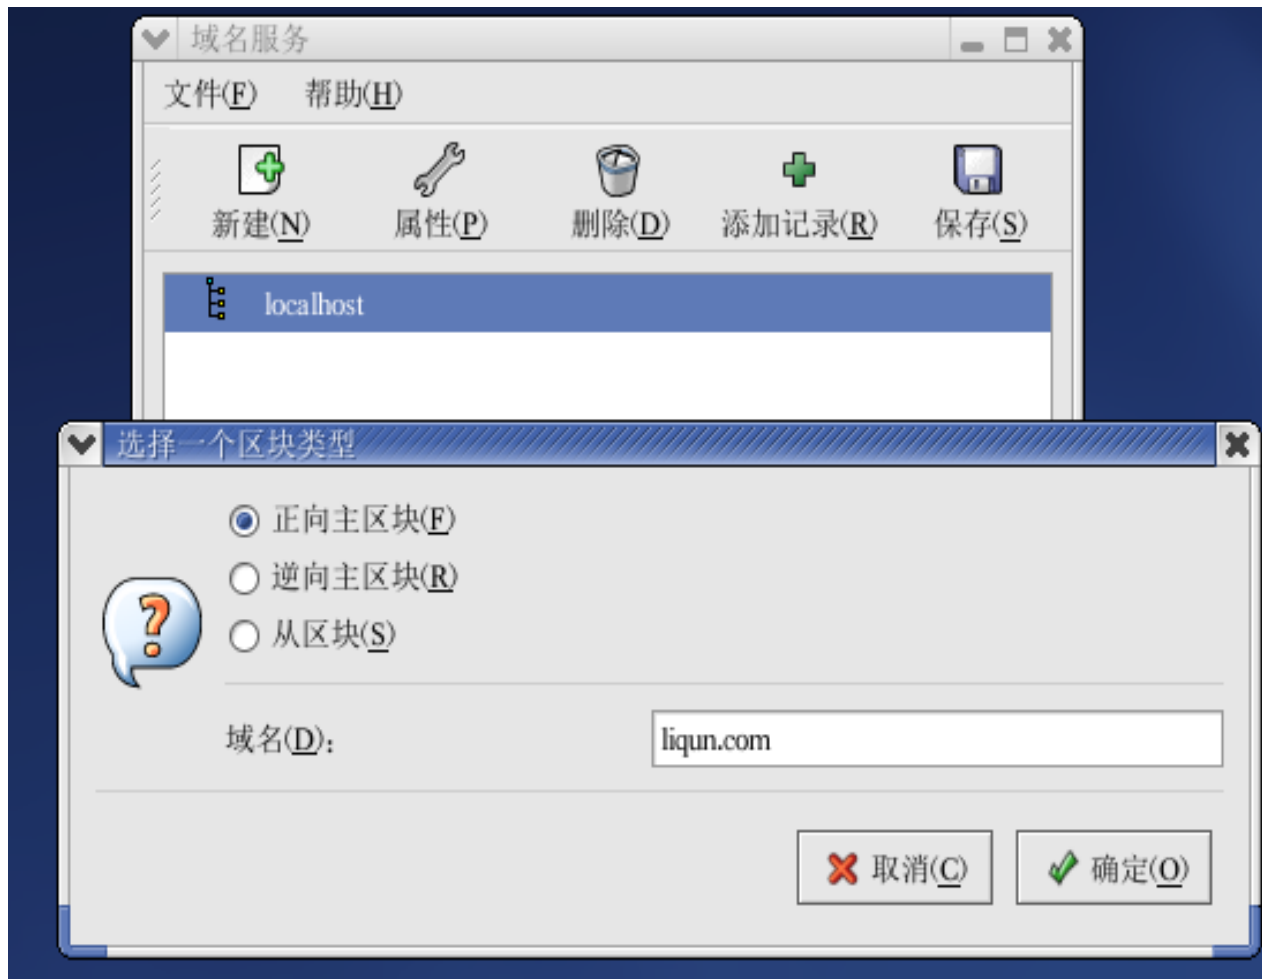 域名服务
文件(F) 帮助(H)
新建(N) 属性(P) 删除(D) 添加记录(R) 保存(S)
localhost
选择一个区块类型
正向主区块(F)
逆向主区块(R)
从区块(S)
域名(D)： liqun.com
取消(C) 确定(O)